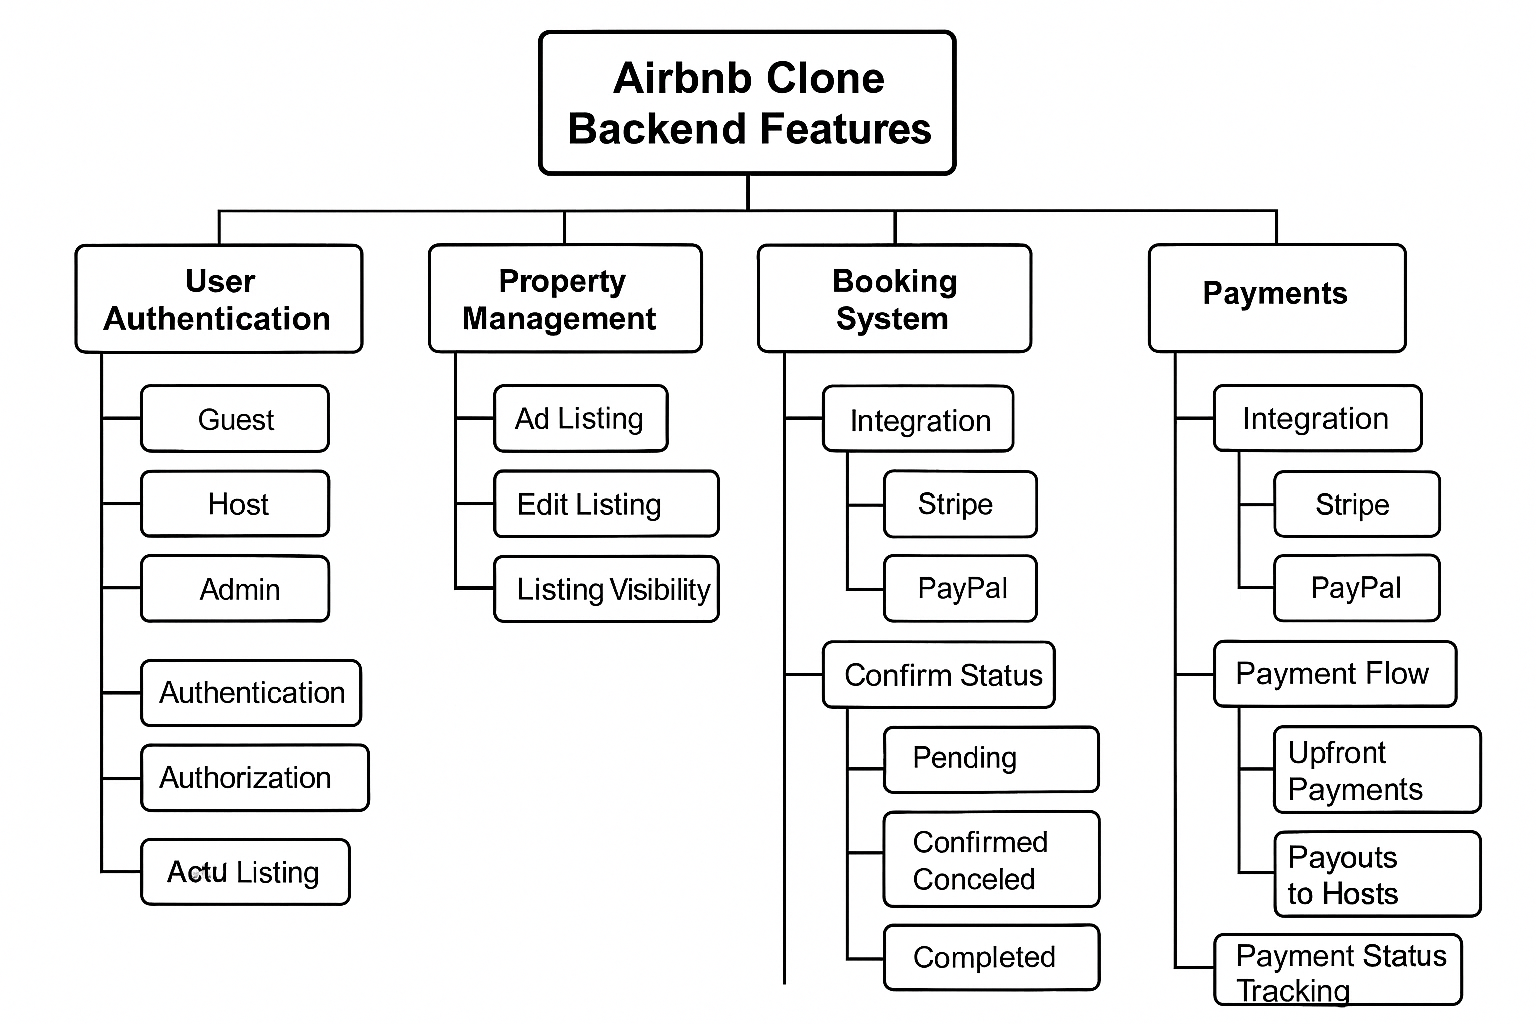 Airbnb Clone
Backend Features
User
Authentication
Guest
Host
Admin
Authentication
Authorization
Listing
Property
Management
Ad Listing
Edit Listing
Listing Visibility
Booking
System
Integration
Stripe
PayPal
Confirm Status
Pending
Confirmed
Conceled
Completed
Payments
Integration
Stripe
PayPal
Payment Flow
Upfront
Payments
Payouts
to Hosts
Payment Status
Tracking